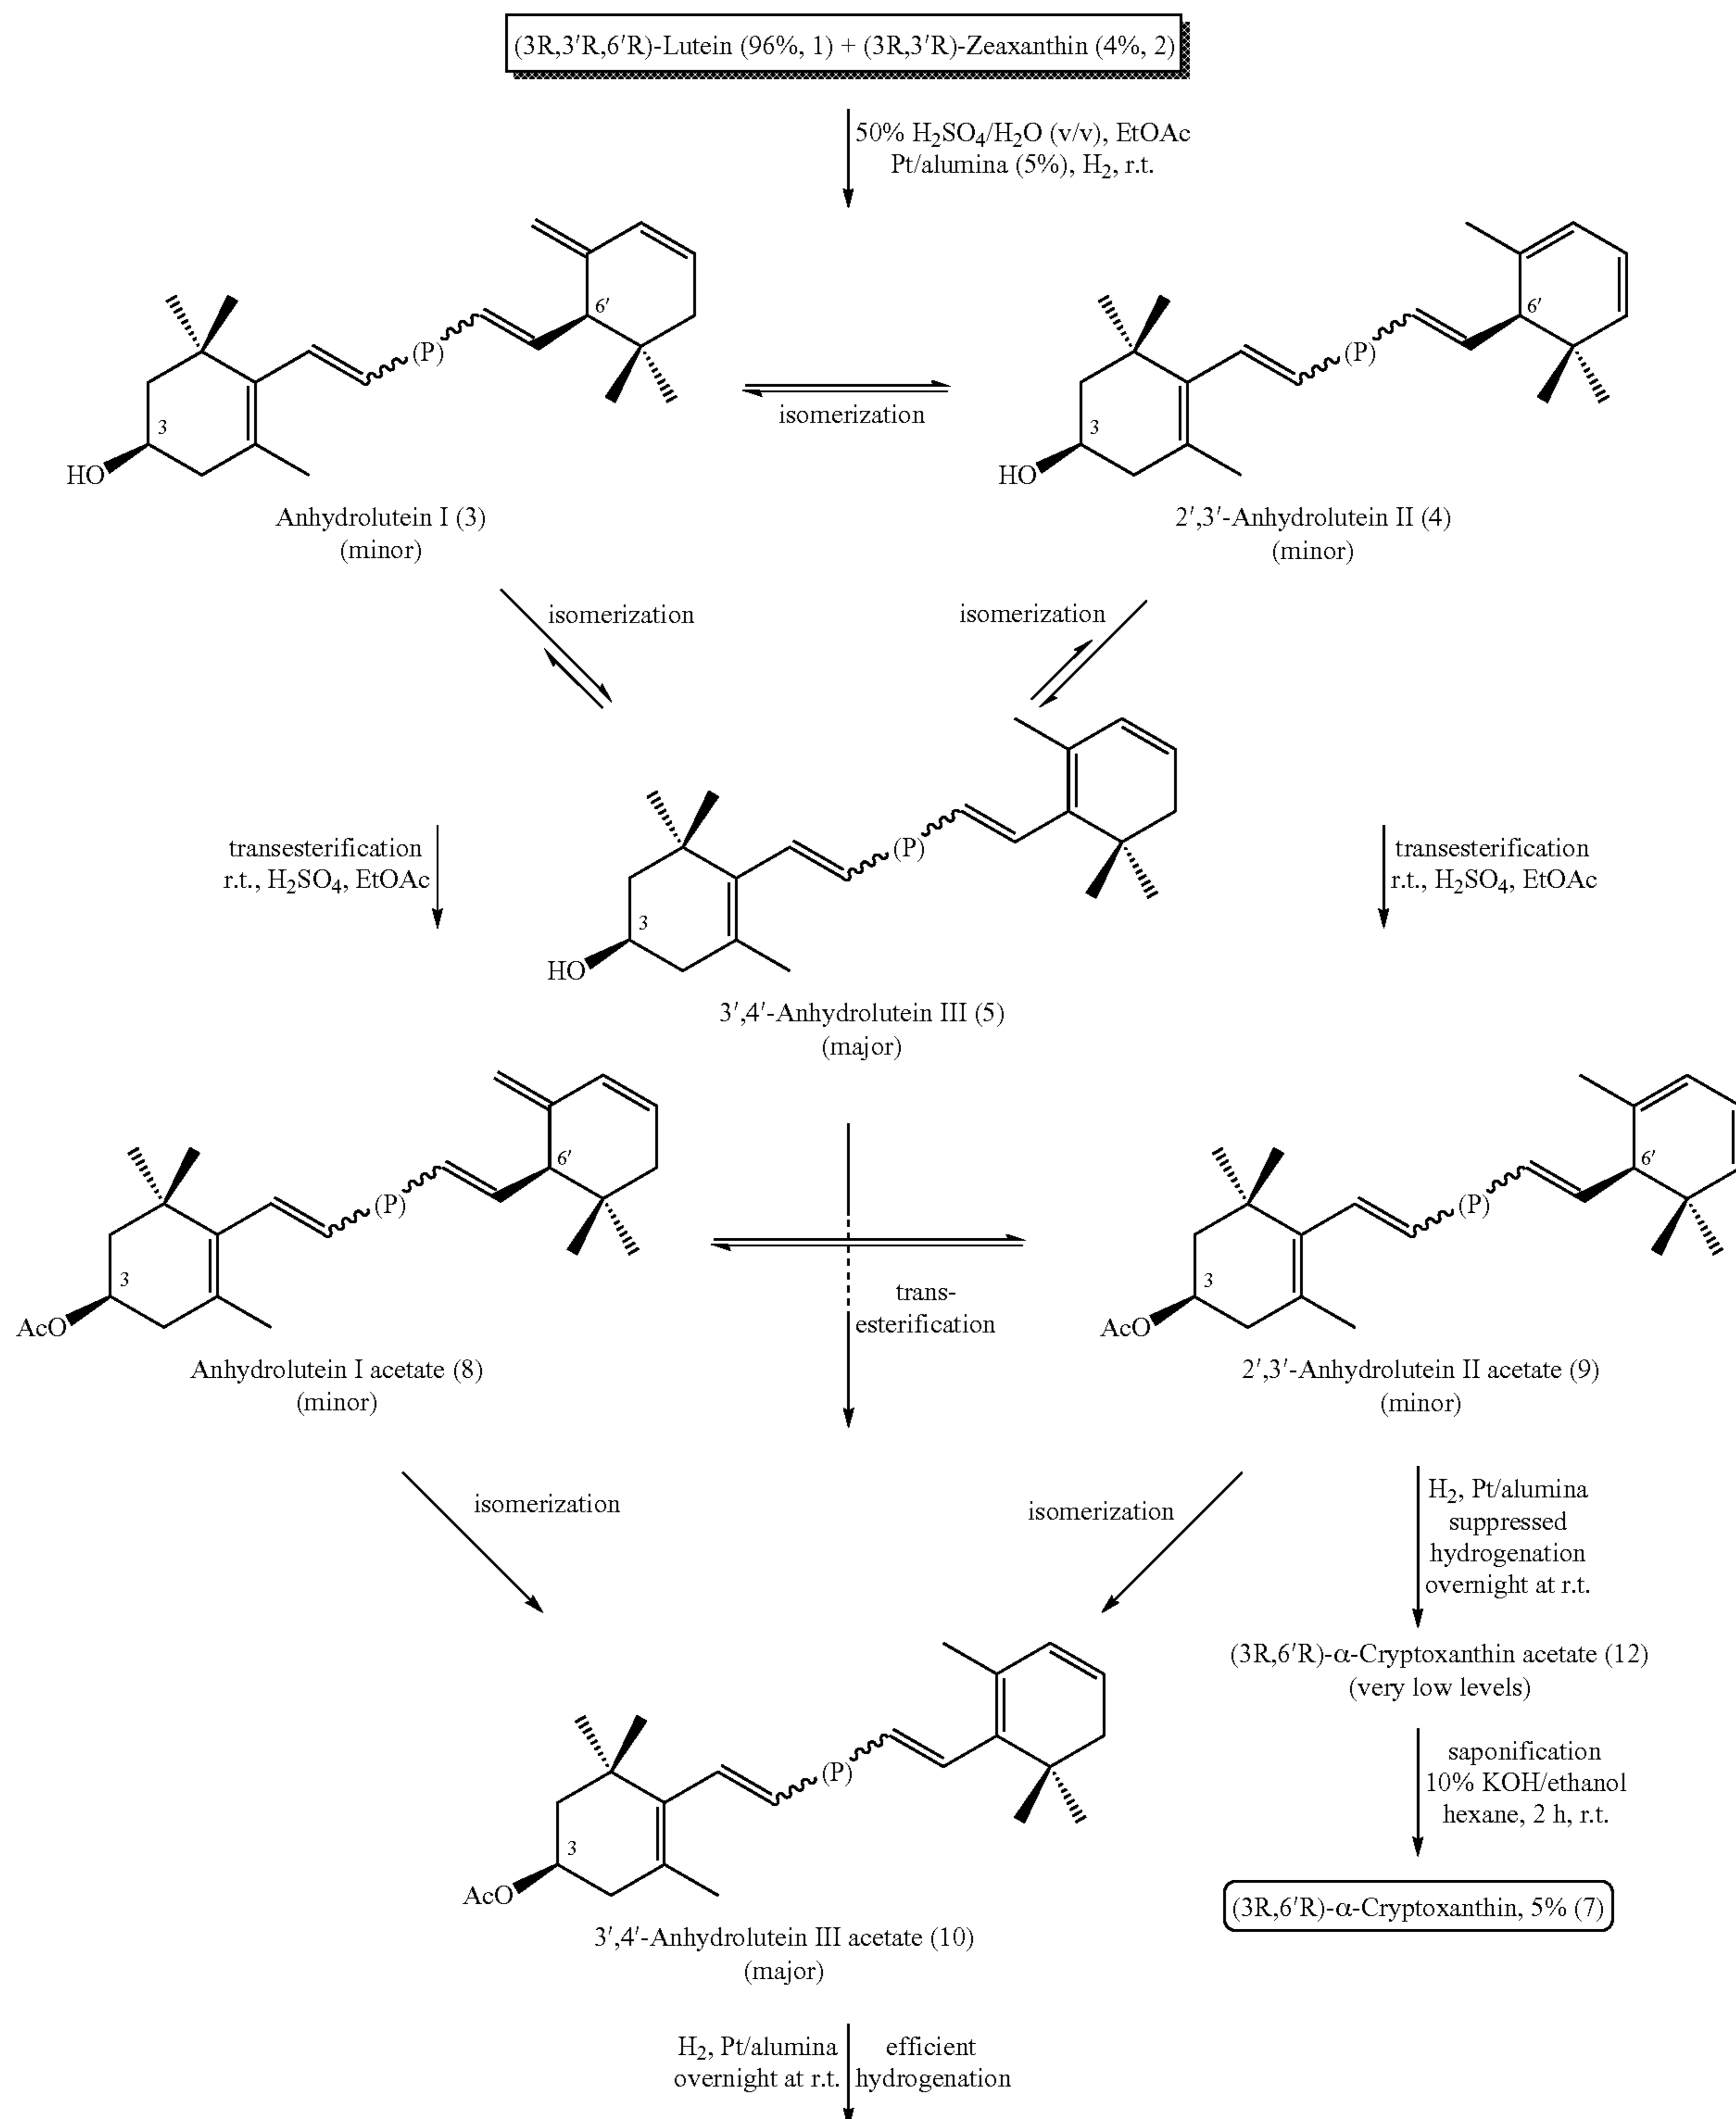 (3R,3′R,6′R)-Lutein (96%, 1) + (3R,3′R)-Zeaxanthin (4%, 2)
50% H₂SO₄/H₂O (v/v), EtOAc
Pt/alumina (5%), H₂, r.t.
6′
(P)
3
HO
Anhydrolutein I (3)
(minor)
isomerization
6′
(P)
3
HO
2′,3′-Anhydrolutein II (4)
(minor)
isomerization
isomerization
transesterification
r.t., H₂SO₄, EtOAc
(P)
3
HO
3′,4′-Anhydrolutein III (5)
(major)
transesterification
r.t., H₂SO₄, EtOAc
6′
(P)
3
AcO
Anhydrolutein I acetate (8)
(minor)
trans-
esterification
6′
(P)
3
AcO
2′,3′-Anhydrolutein II acetate (9)
(minor)
isomerization
isomerization
H₂, Pt/alumina
suppressed
hydrogenation
overnight at r.t.
(3R,6′R)-α-Cryptoxanthin acetate (12)
(very low levels)
saponification
10% KOH/ethanol
hexane, 2 h, r.t.
(3R,6′R)-α-Cryptoxanthin, 5% (7)
(P)
3
AcO
3′,4′-Anhydrolutein III acetate (10)
(major)
H₂, Pt/alumina
overnight at r.t.
efficient
hydrogenation